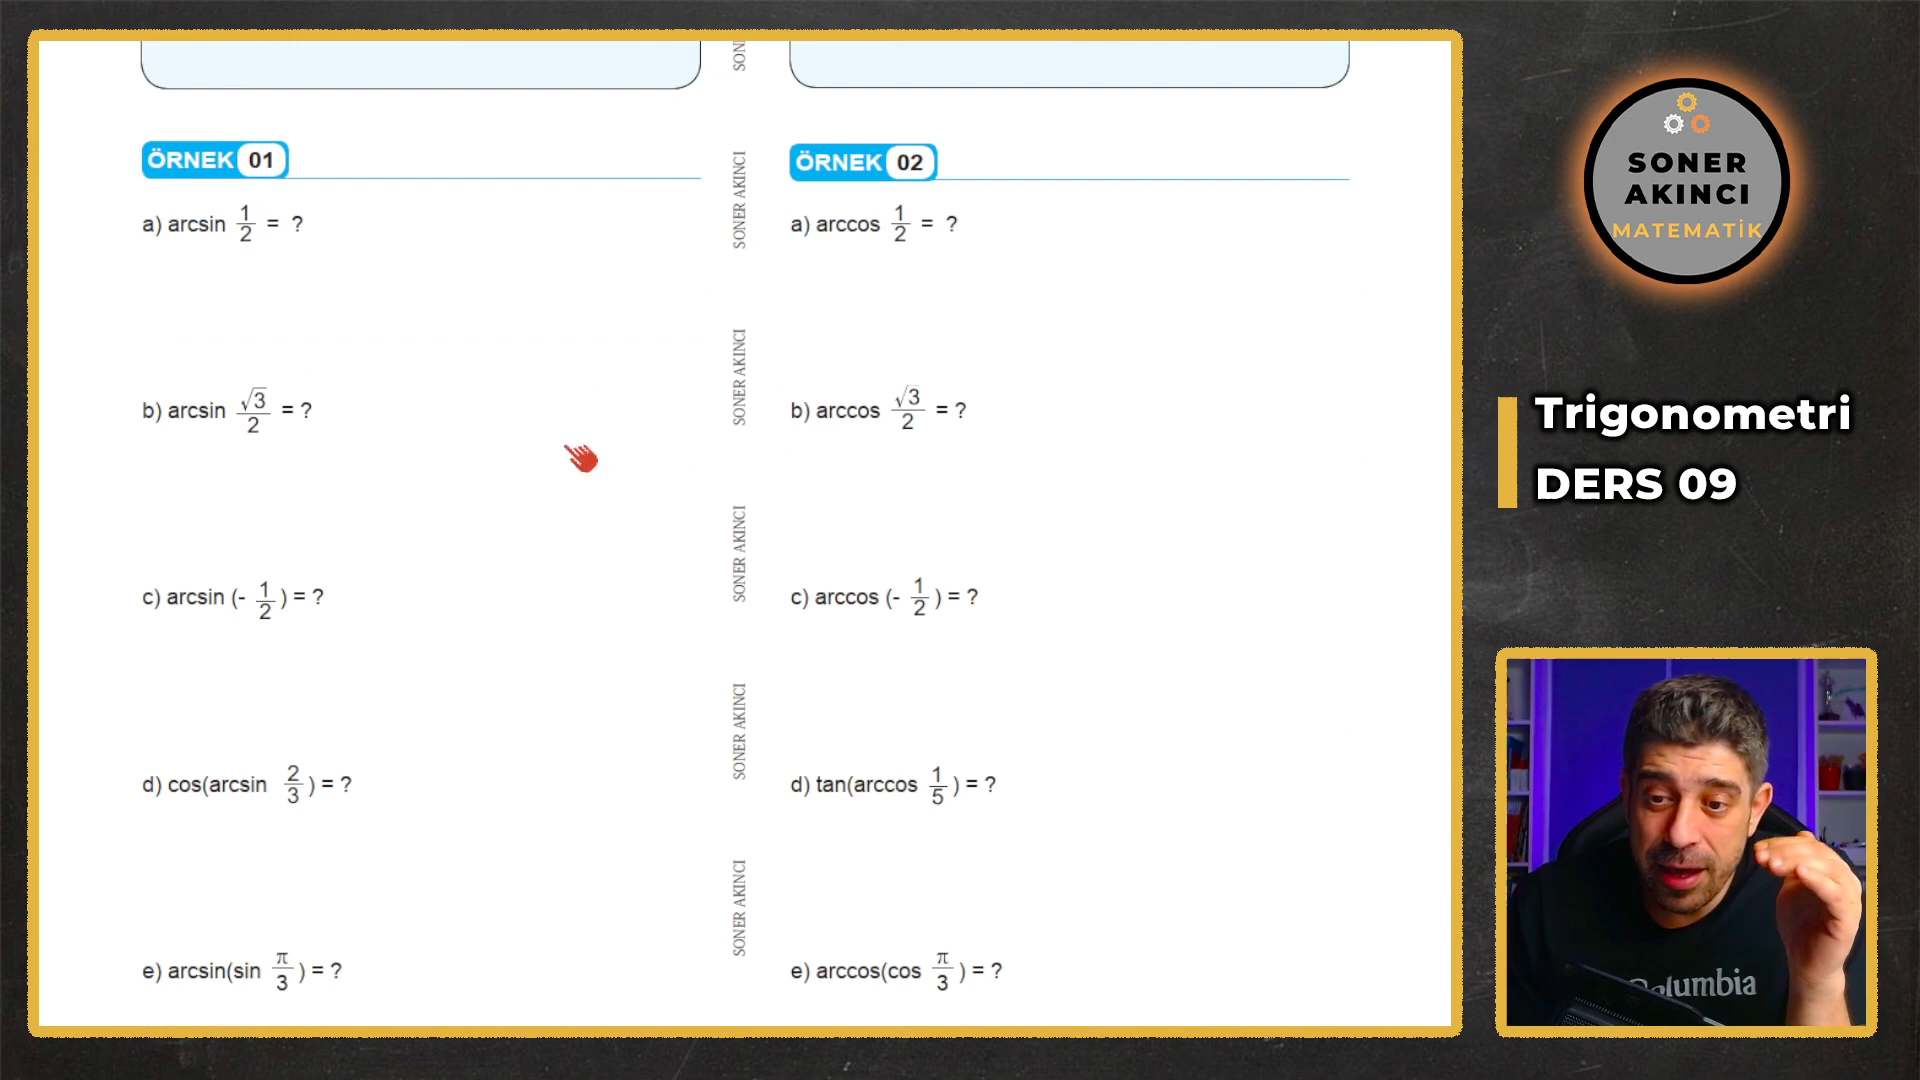 ÖRNEK 01
a) arcsin 1/2 = ?
b) arcsin √3/2 = ?
c) arcsin (- 1/2 ) = ?
d) cos(arcsin 2/3 ) = ?
e) arcsin(sin π/3 ) = ?
SON
SONER AKINCI
SONER AKINCI
SONER AKINCI
SONER AKINCI
SONER AKINCI
ÖRNEK 02
a) arccos 1/2 = ?
b) arccos √3/2 = ?
c) arccos (- 1/2 ) = ?
d) tan(arccos 1/5 ) = ?
e) arccos(cos π/3 ) = ?
SONER
AKINCI
MATEMATİK
Trigonometri
DERS 09
Columbia